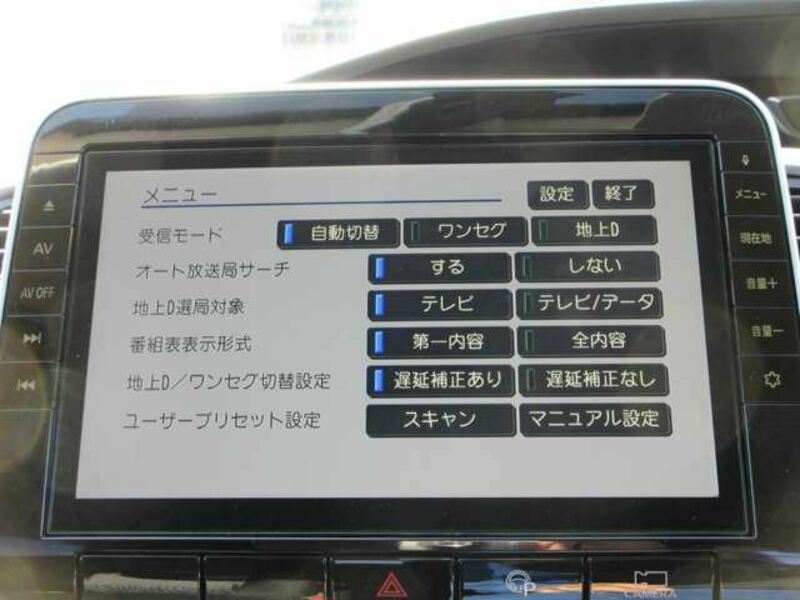 メニュー 設定 終了
受信モード 自動切替 ワンセグ 地上D
オート放送局サーチ する しない
地上D選局対象 テレビ テレビ/データ
番組表表示形式 第一内容 全内容
地上D/ワンセグ切替設定 遅延補正あり 遅延補正なし
ユーザープリセット設定 スキャン マニュアル設定
AV
AV OFF
メニュー
現在地
音量+
音量-
P
CAMERA